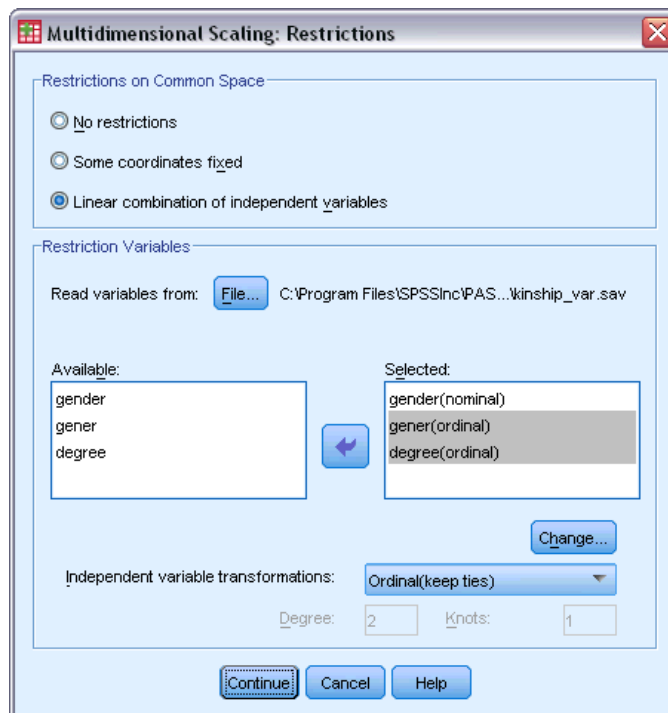 Multidimensional Scaling: Restrictions
Restrictions on Common Space
No restrictions
Some coordinates fixed
Linear combination of independent variables
Restriction Variables
Read variables from: File... C:\Program Files\SPSSInc\PAS...\kinship_var.sav
Available: Selected:
gender gender(nominal)
gener gener(ordinal)
degree degree(ordinal)
Change...
Independent variable transformations: Ordinal(keep ties)
Degree: 2 Knots: 1
Continue Cancel Help